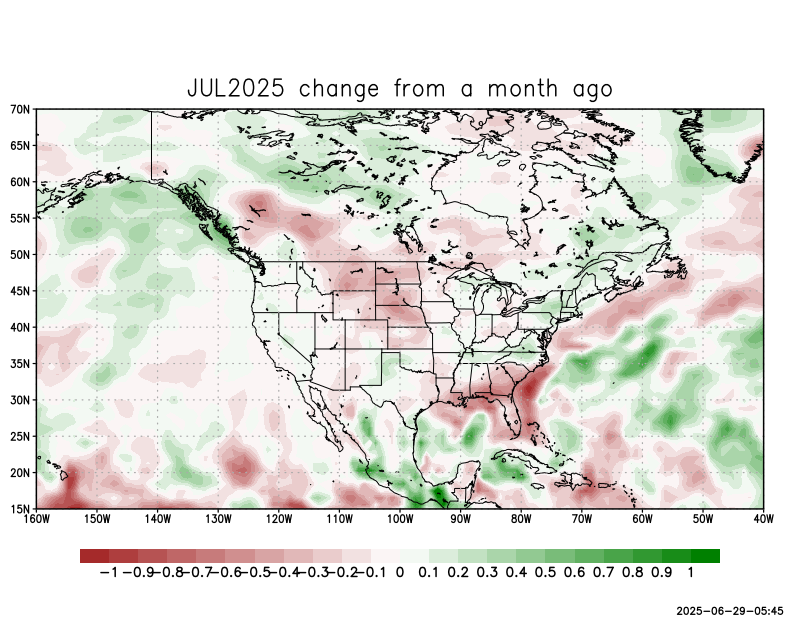 JUL2025 change from a month ago
70N
65N
60N
55N
50N
45N
40N
35N
30N
25N
20N
15N
160W 150W 140W 130W 120W 110W 100W 90W 80W 70W 60W 50W 40W
−1 −0.9 −0.8 −0.7 −0.6 −0.5 −0.4 −0.3 −0.2 −0.1 0 0.1 0.2 0.3 0.4 0.5 0.6 0.7 0.8 0.9 1
2025−06−29−05:45